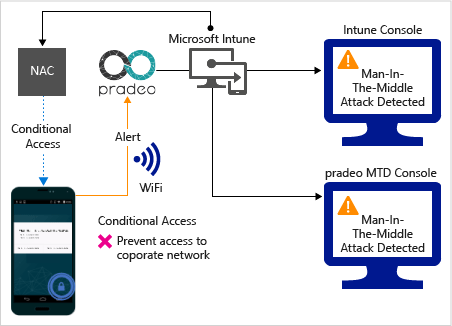 Microsoft Intune
Intune Console
NAC
pradeo
Man-In-
The-Middle
Attack Detected
Conditional
Access
Alert
WiFi
pradeo MTD Console
Man-In-
The-Middle
Attack Detected
Conditional Access
Prevent access to
coporate network